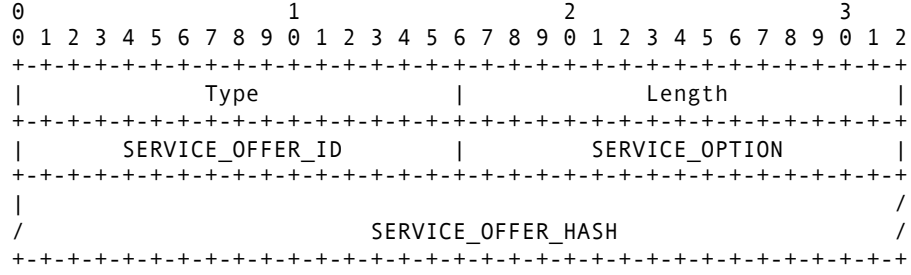 0                   1                   2                   3
0 1 2 3 4 5 6 7 8 9 0 1 2 3 4 5 6 7 8 9 0 1 2 3 4 5 6 7 8 9 0 1 2
+-+-+-+-+-+-+-+-+-+-+-+-+-+-+-+-+-+-+-+-+-+-+-+-+-+-+-+-+-+-+-+-+
|             Type              |             Length            |
+-+-+-+-+-+-+-+-+-+-+-+-+-+-+-+-+-+-+-+-+-+-+-+-+-+-+-+-+-+-+-+-+
|       SERVICE_OFFER_ID        |         SERVICE_OPTION        |
+-+-+-+-+-+-+-+-+-+-+-+-+-+-+-+-+-+-+-+-+-+-+-+-+-+-+-+-+-+-+-+-+
|                                                               /
/                         SERVICE_OFFER_HASH                    /
+-+-+-+-+-+-+-+-+-+-+-+-+-+-+-+-+-+-+-+-+-+-+-+-+-+-+-+-+-+-+-+-+